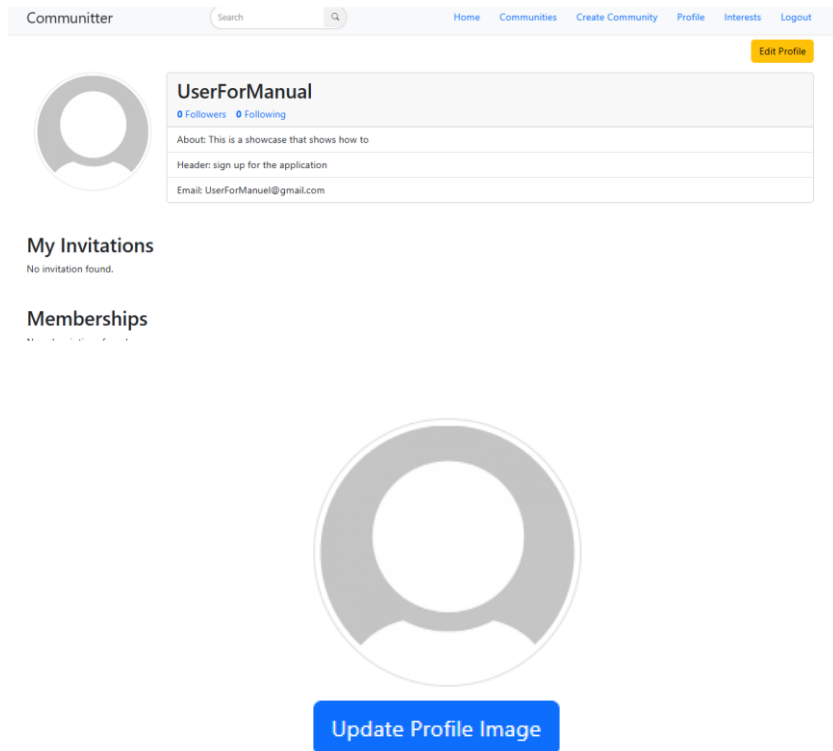 Communitter Search Home Communities Create Community Profile Interests Logout
Edit Profile
UserForManual
0 Followers 0 Following
About: This is a showcase that shows how to
Header: sign up for the application
Email: UserForManuel@gmail.com
My Invitations
No invitation found.
Memberships
Update Profile Image